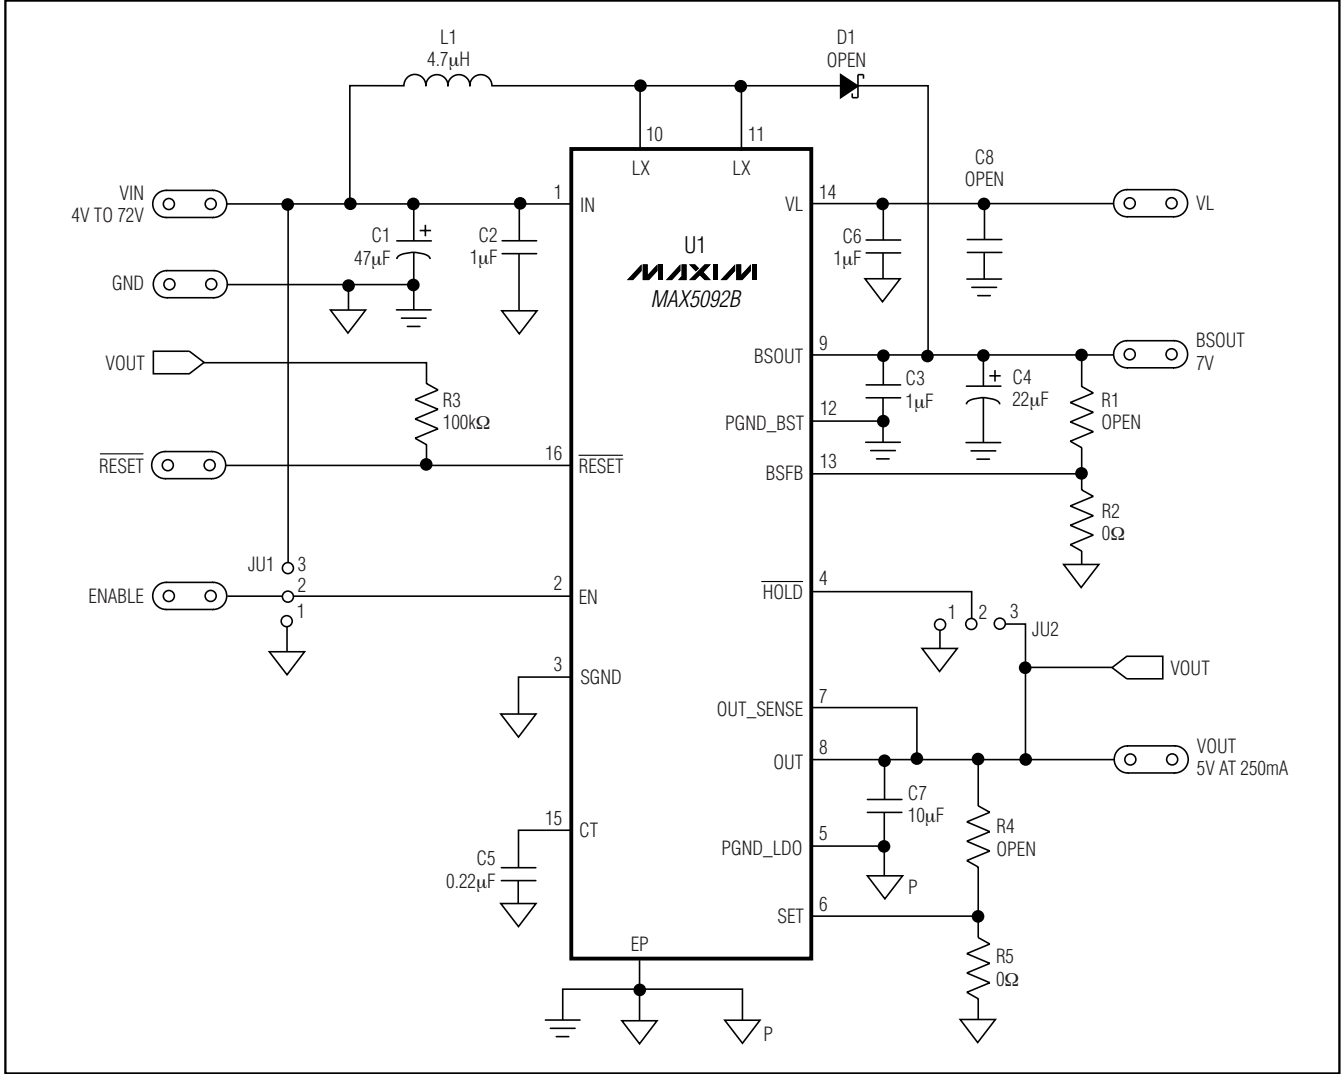 L1
4.7µH
D1
OPEN
10
11
LX
LX
C8
OPEN
VIN
4V TO 72V
1
IN
VL
14
VL
C1
+
47µF
C2
1µF
U1
MAXIM
MAX5092B
C6
1µF
GND
VOUT
R3
100kΩ
BSOUT
9
BSOUT
7V
C3
1µF
+
C4
22µF
R1
OPEN
PGND_BST
12
RESET
16
RESET
BSFB
13
R2
0Ω
JU1
3
2
1
ENABLE
2
EN
HOLD
4
1
2
3
JU2
VOUT
3
SGND
OUT_SENSE
7
OUT
8
VOUT
5V AT 250mA
C7
10µF
R4
OPEN
15
CT
PGND_LDO
5
P
C5
0.22µF
SET
6
EP
R5
0Ω
P